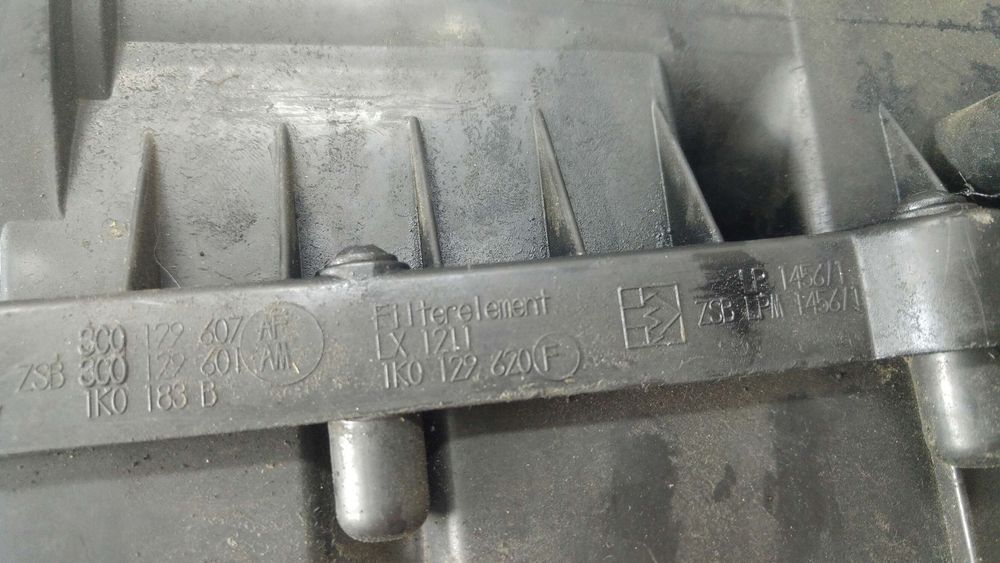 3C0 129 607 AF
ZSB 3C0 129 601 AM
1K0 183 B
Filterelement
LX 1211
1K0 129 620 F
LP 1456/1
ZSB LPM 1456/1